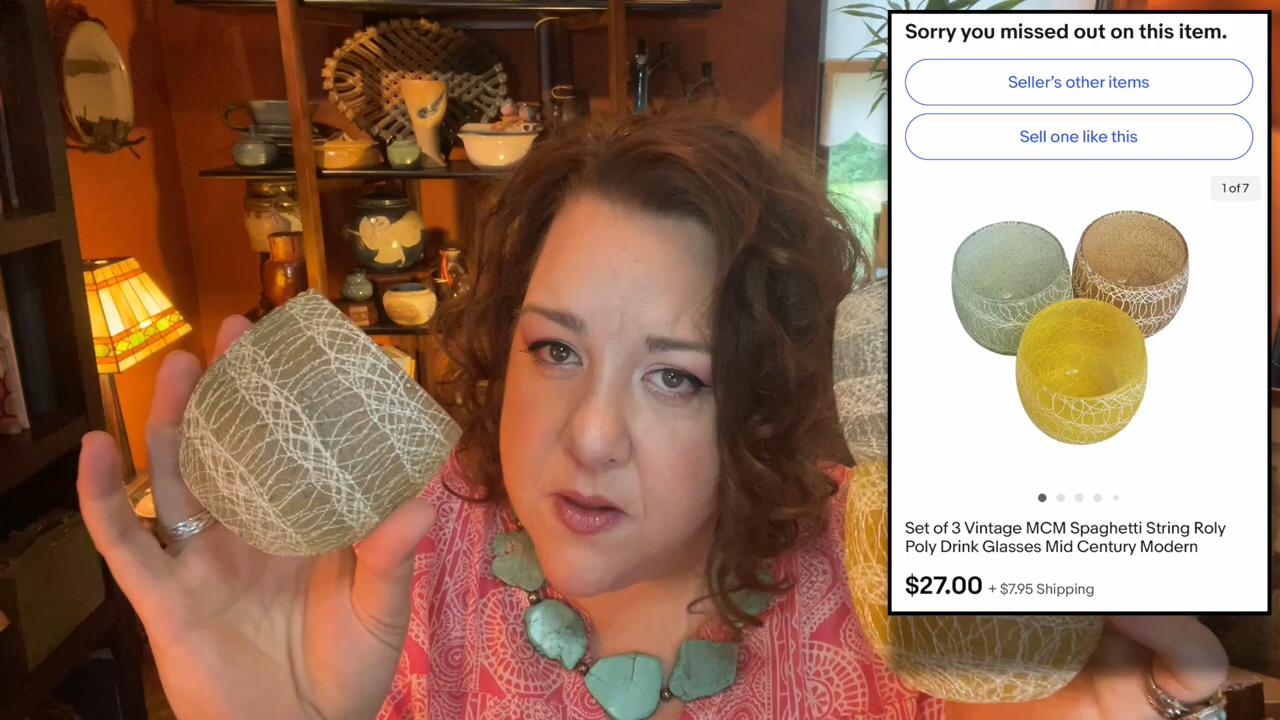 Sorry you missed out on this item.
Seller's other items
Sell one like this
1 of 7
Set of 3 Vintage MCM Spaghetti String Roly
Poly Drink Glasses Mid Century Modern
$27.00 + $7.95 Shipping